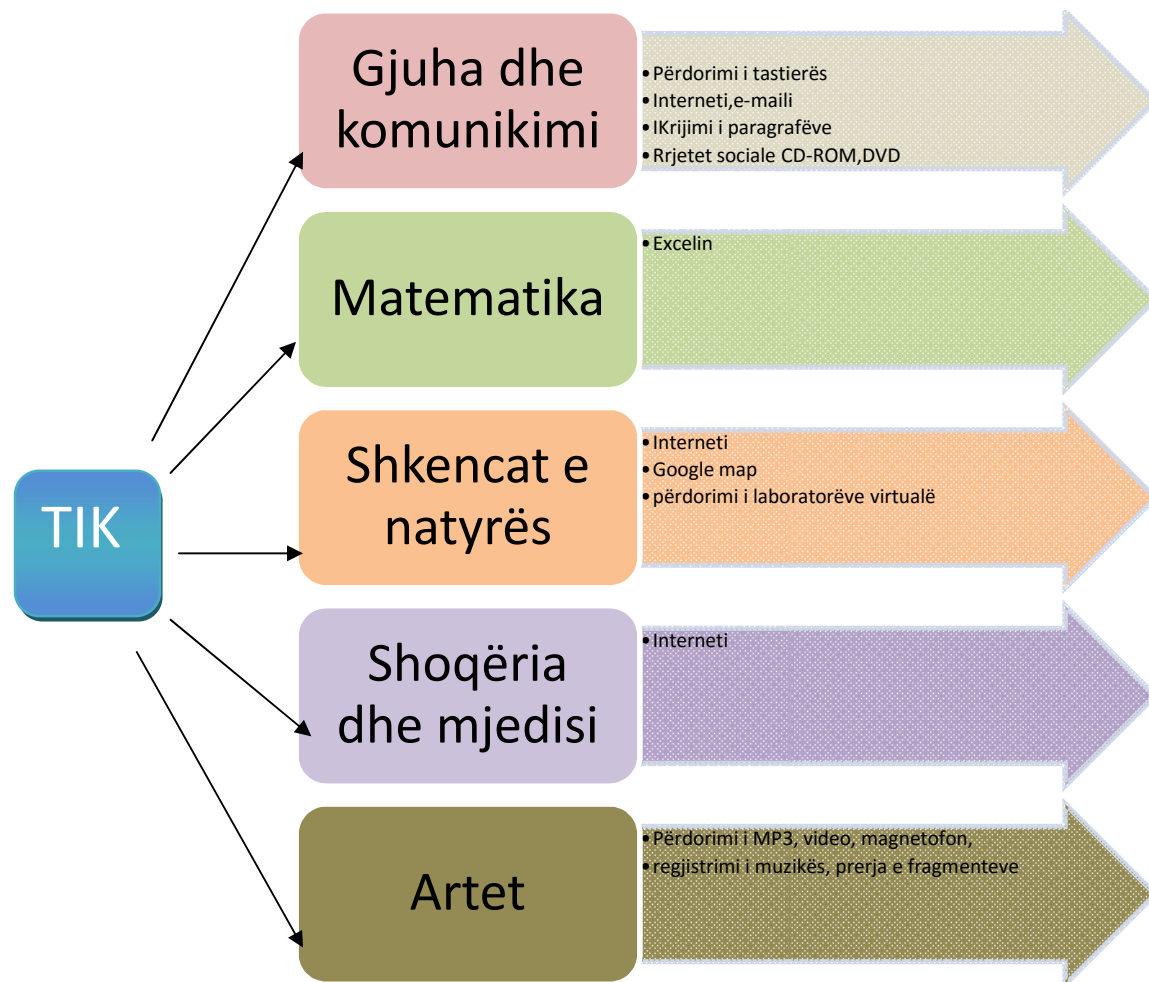 Gjuha dhe
komunikimi
•Përdorimi i tastierës
•Interneti,e-maili
•IKrijimi i paragrafëve
•Rrjetet sociale CD-ROM,DVD
Matematika
•Excelin
TIK
Shkencat e
natyrës
•Interneti
•Google map
•përdorimi i laboratorëve virtualë
Shoqëria
dhe mjedisi
•Interneti
Artet
•Përdorimi i MP3, video, magnetofon,
•regjistrimi i muzikës, prerja e fragmenteve